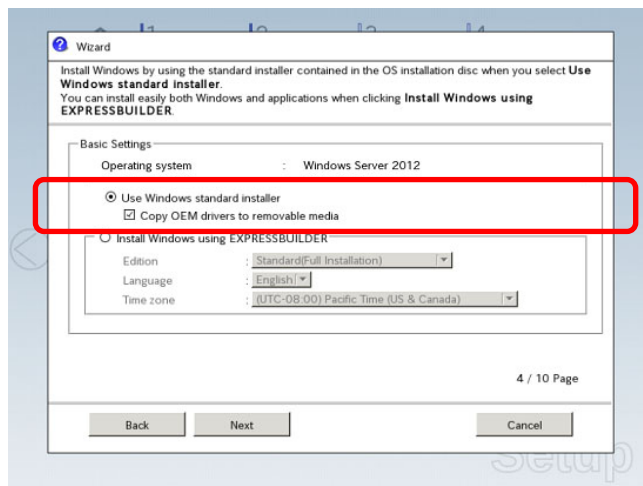 Wizard
Install Windows by using the standard installer contained in the OS installation disc when you select Use
Windows standard installer.
You can install easily both Windows and applications when clicking Install Windows using
EXPRESSBUILDER.
Basic Settings
Operating system : Windows Server 2012
Use Windows standard installer
Copy OEM drivers to removable media
Install Windows using EXPRESSBUILDER
Edition : Standard(Full Installation)
Language : English
Time zone : (UTC-08:00) Pacific Time (US & Canada)
4 / 10 Page
Back Next Cancel
Setup